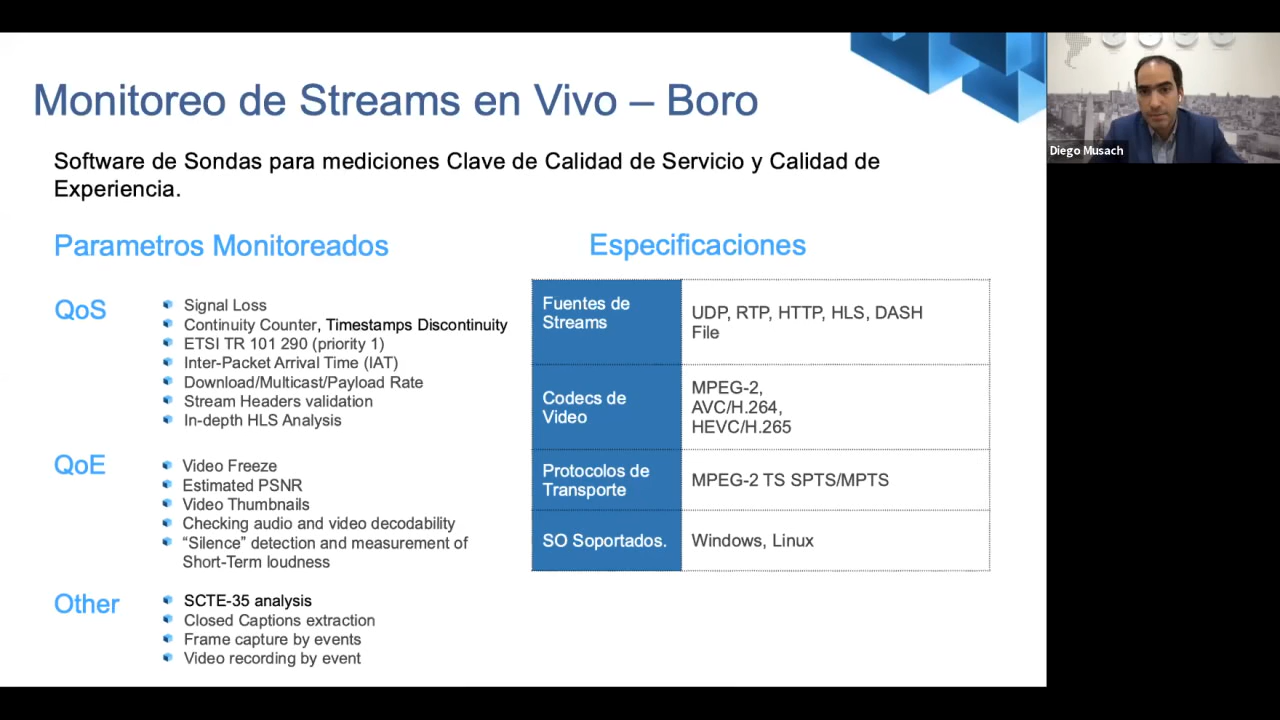 Monitoreo de Streams en Vivo – Boro
Software de Sondas para mediciones Clave de Calidad de Servicio y Calidad de
Experiencia.
Parametros Monitoreados
QoS
Signal Loss
Continuity Counter, Timestamps Discontinuity
ETSI TR 101 290 (priority 1)
Inter-Packet Arrival Time (IAT)
Download/Multicast/Payload Rate
Stream Headers validation
In-depth HLS Analysis
QoE
Video Freeze
Estimated PSNR
Video Thumbnails
Checking audio and video decodability
“Silence” detection and measurement of
Short-Term loudness
Other
SCTE-35 analysis
Closed Captions extraction
Frame capture by events
Video recording by event
Especificaciones
Fuentes de
Streams
UDP, RTP, HTTP, HLS, DASH
File
Codecs de
Video
MPEG-2,
AVC/H.264,
HEVC/H.265
Protocolos de
Transporte
MPEG-2 TS SPTS/MPTS
SO Soportados.
Windows, Linux
Diego Musach